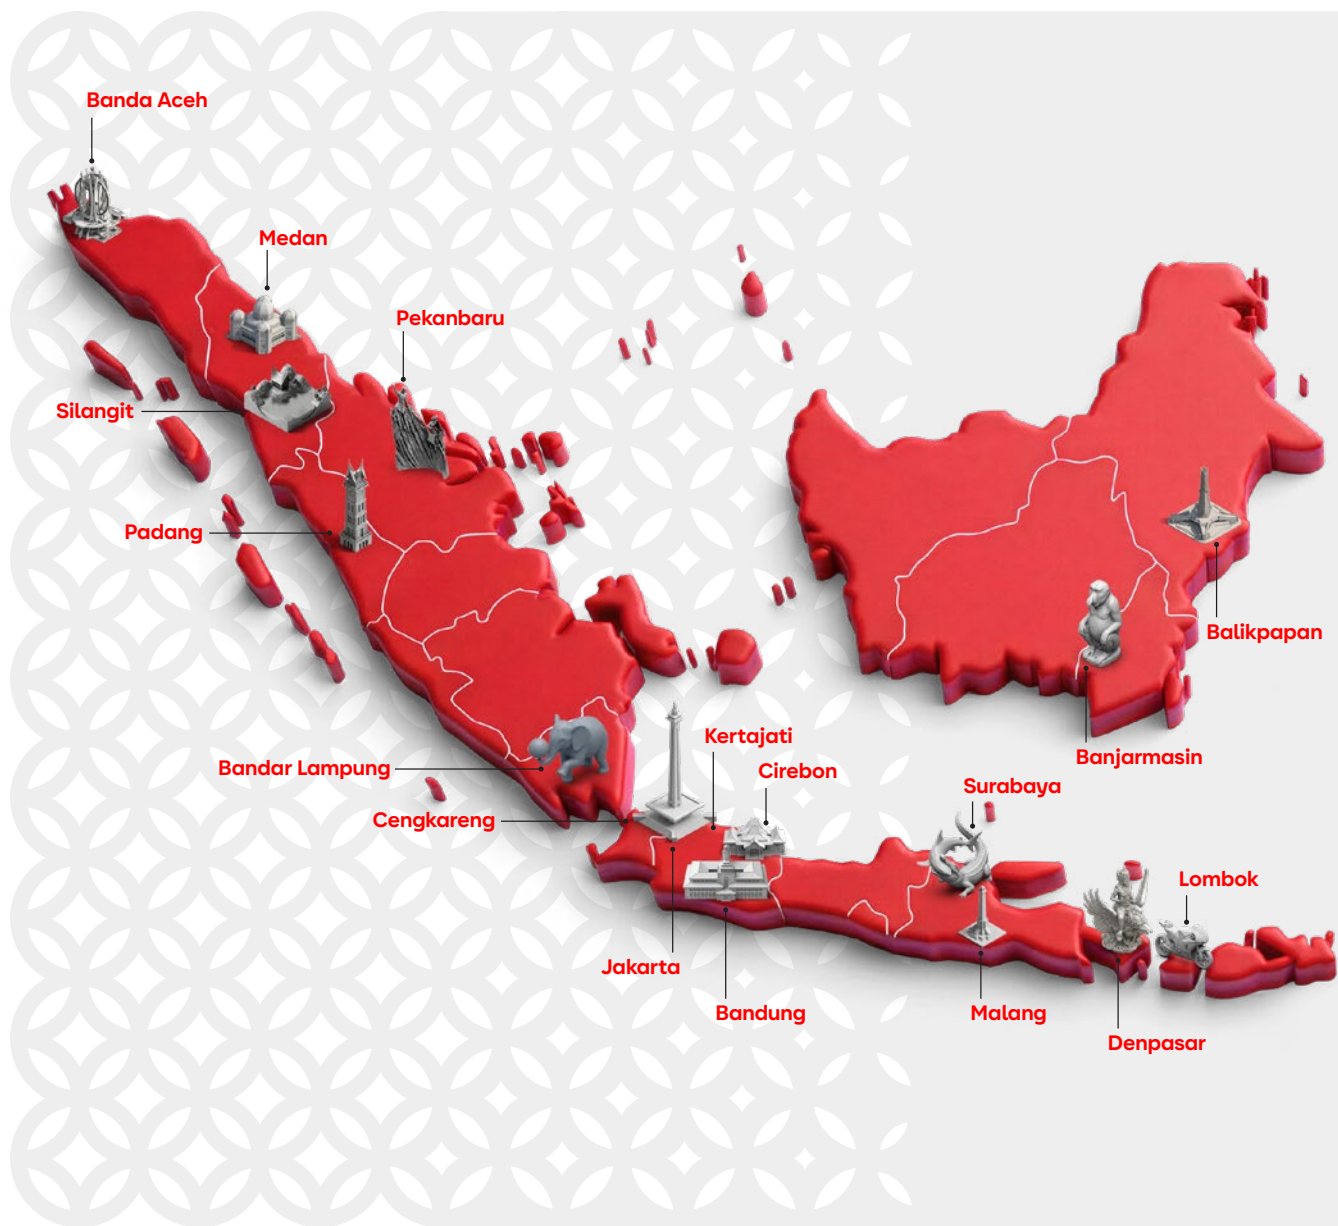 Banda Aceh
Medan
Pekanbaru
Silangit
Padang
Balikpapan
Kertajati
Banjarmasin
Bandar Lampung
Cirebon
Surabaya
Cengkareng
Lombok
Jakarta
Bandung
Malang
Denpasar